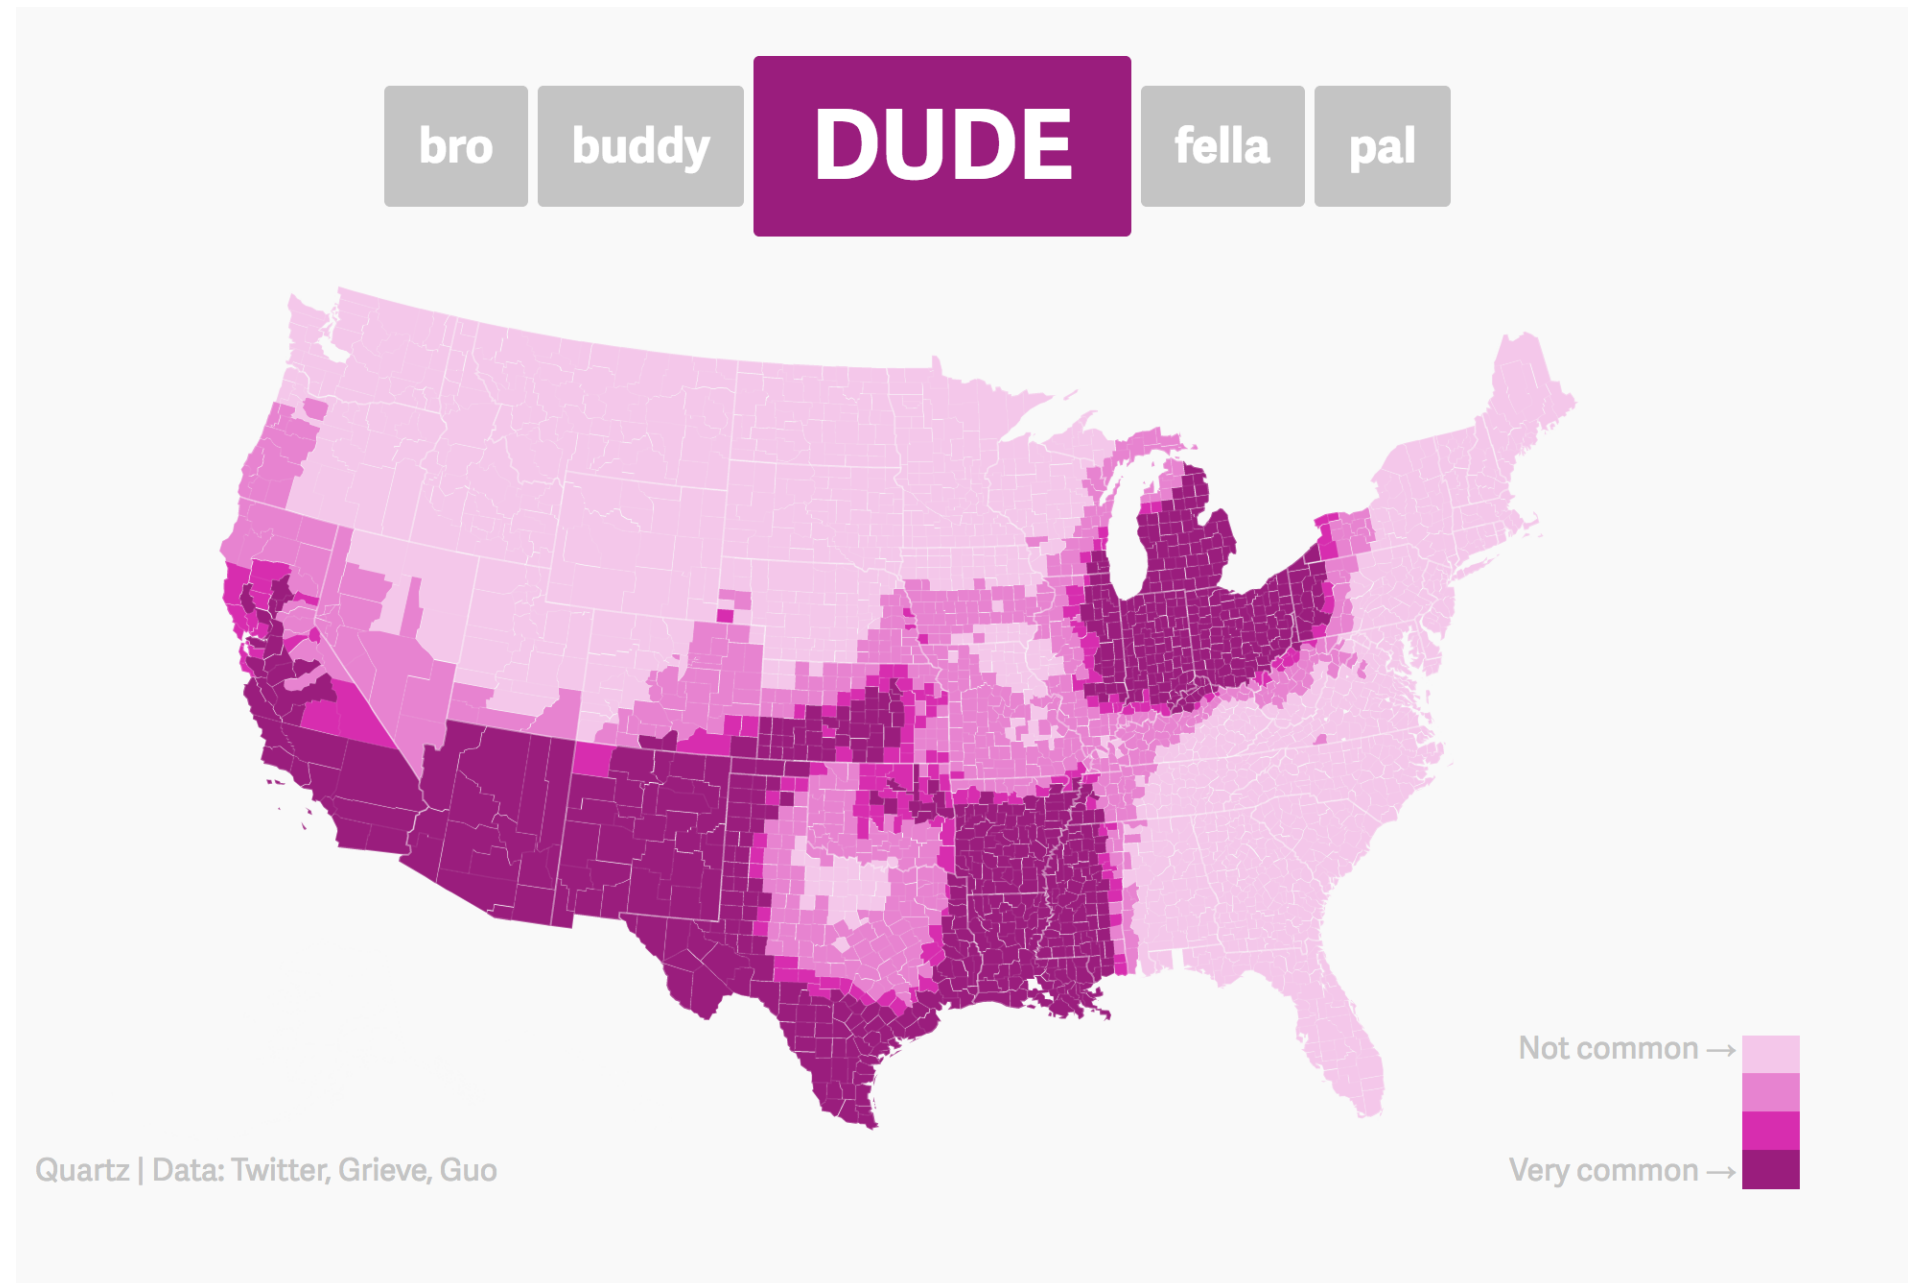 bro buddy DUDE fella pal
Not common →
Very common →
Quartz | Data: Twitter, Grieve, Guo